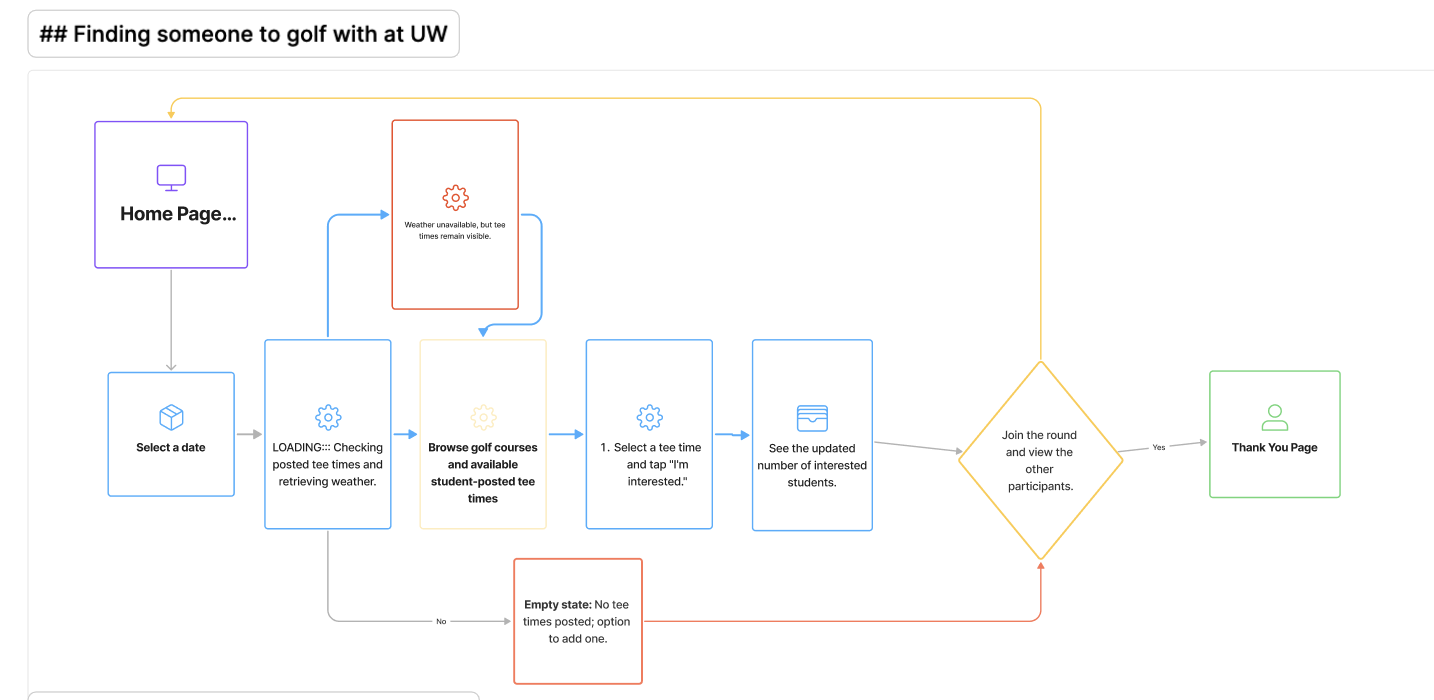 ## Finding someone to golf with at UW
Home Page...
Weather unavailable, but tee
times remain visible.
Select a date
LOADING::: Checking
posted tee times and
retrieving weather.
Browse golf courses
and available
student-posted tee
times
1. Select a tee time
and tap "I'm
interested."
See the updated
number of interested
students.
Join the round
and view the
other
participants.
Yes
Thank You Page
No
Empty state: No tee
times posted; option
to add one.